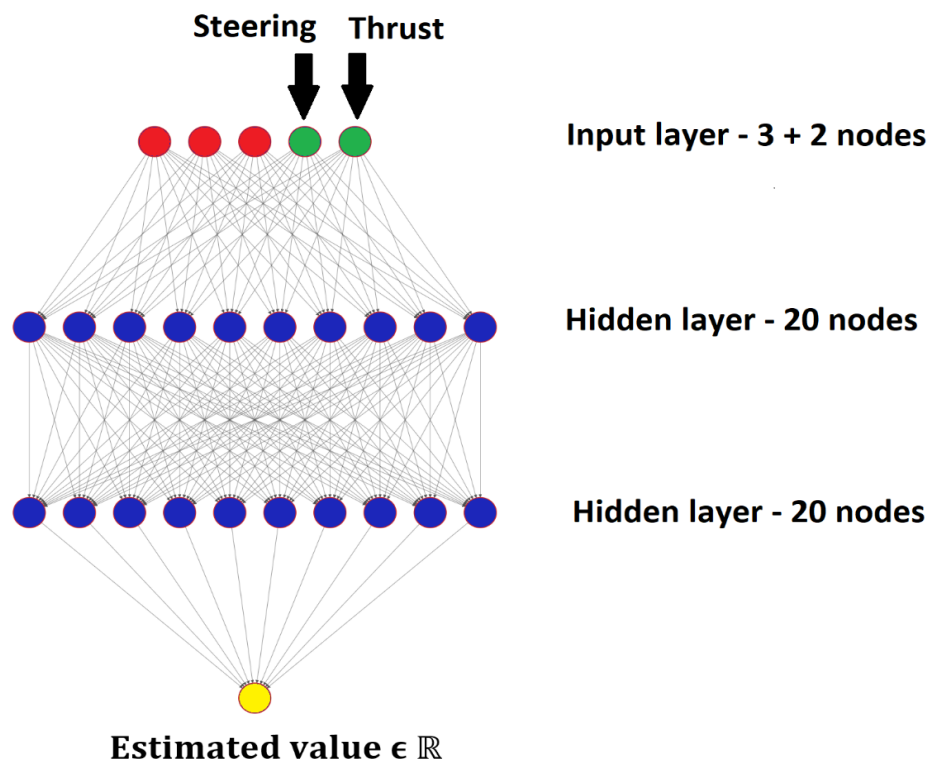 Steering Thrust
Input layer - 3 + 2 nodes
Hidden layer - 20 nodes
Hidden layer - 20 nodes
Estimated value ϵ ℝ